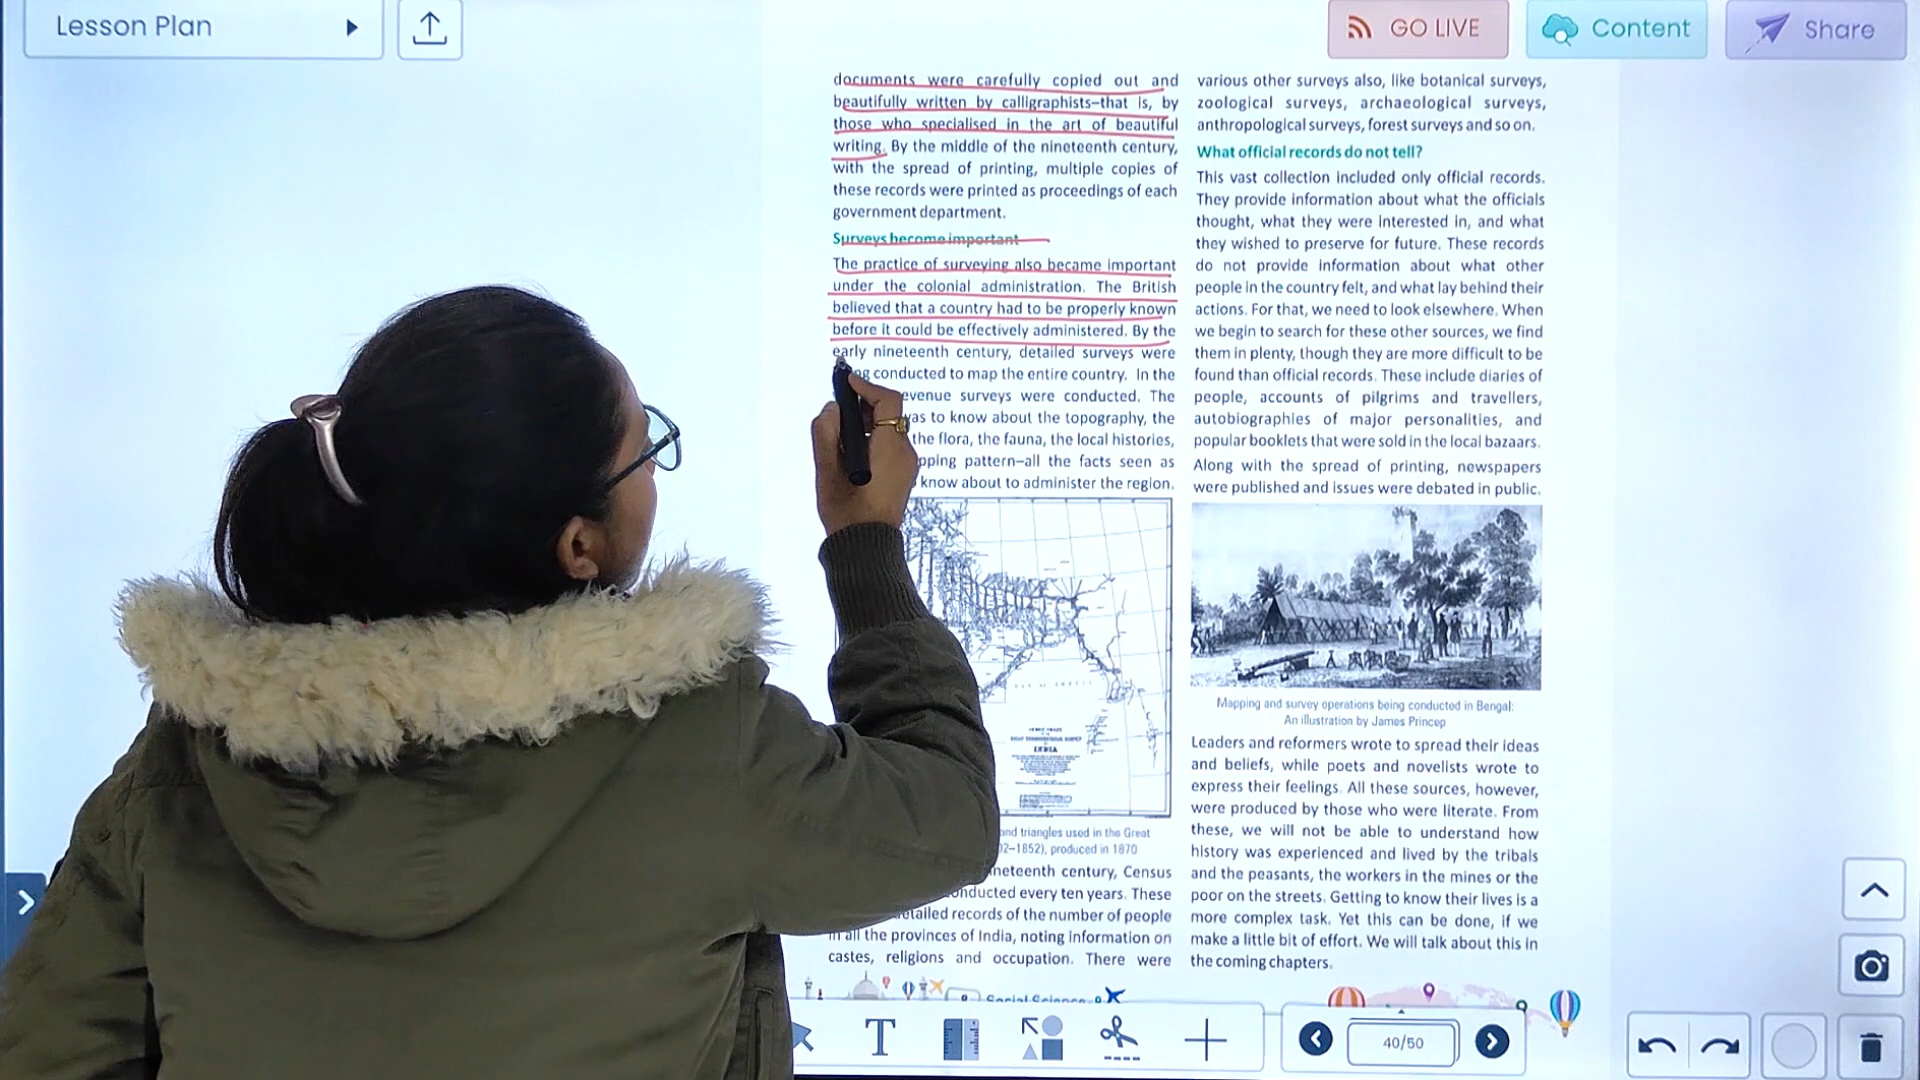 Lesson Plan
GO LIVE
Content
Share
documents were carefully copied out and
beautifully written by calligraphists–that is, by
those who specialised in the art of beautiful
writing. By the middle of the nineteenth century,
with the spread of printing, multiple copies of
these records were printed as proceedings of each
government department.
Surveys become important
The practice of surveying also became important
under the colonial administration. The British
believed that a country had to be properly known
before it could be effectively administered. By the
early nineteenth century, detailed surveys were
conducted to map the entire country. In the
evenue surveys were conducted. The
was to know about the topography, the
the flora, the fauna, the local histories,
pping pattern–all the facts seen as
know about to administer the region.
INDIA
and triangles used in the Great
02–1852), produced in 1870
neteenth century, Census
onducted every ten years. These
etailed records of the number of people
in all the provinces of India, noting information on
castes, religions and occupation. There were
various other surveys also, like botanical surveys,
zoological surveys, archaeological surveys,
anthropological surveys, forest surveys and so on.
What official records do not tell?
This vast collection included only official records.
They provide information about what the officials
thought, what they were interested in, and what
they wished to preserve for future. These records
do not provide information about what other
people in the country felt, and what lay behind their
actions. For that, we need to look elsewhere. When
we begin to search for these other sources, we find
them in plenty, though they are more difficult to be
found than official records. These include diaries of
people, accounts of pilgrims and travellers,
autobiographies of major personalities, and
popular booklets that were sold in the local bazaars.
Along with the spread of printing, newspapers
were published and issues were debated in public.
Mapping and survey operations being conducted in Bengal:
An illustration by James Princep
Leaders and reformers wrote to spread their ideas
and beliefs, while poets and novelists wrote to
express their feelings. All these sources, however,
were produced by those who were literate. From
these, we will not be able to understand how
history was experienced and lived by the tribals
and the peasants, the workers in the mines or the
poor on the streets. Getting to know their lives is a
more complex task. Yet this can be done, if we
make a little bit of effort. We will talk about this in
the coming chapters.
Social Science
T
40/50